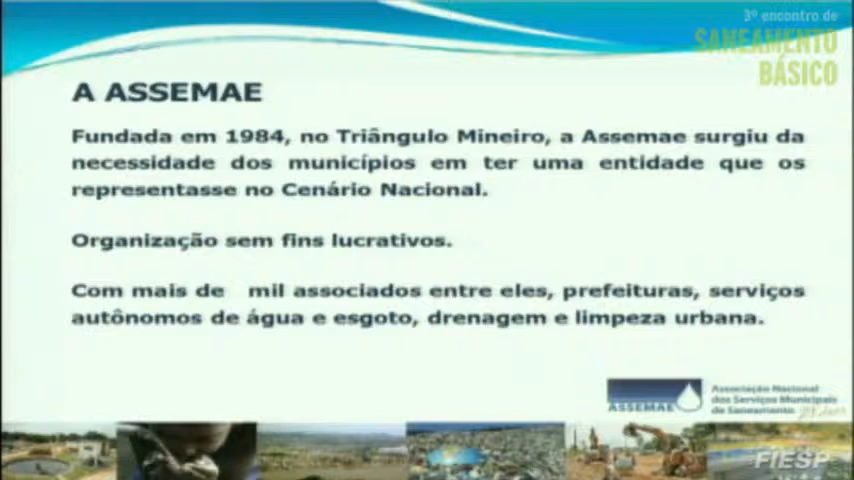 3º encontro de
SANEAMENTO
BÁSICO
A ASSEMAE
Fundada em 1984, no Triângulo Mineiro, a Assemae surgiu da
necessidade dos municípios em ter uma entidade que os
representasse no Cenário Nacional.
Organização sem fins lucrativos.
Com mais de mil associados entre eles, prefeituras, serviços
autônomos de água e esgoto, drenagem e limpeza urbana.
ASSEMAE
Associação Nacional
dos Serviços Municipais
de Saneamento
FIESP